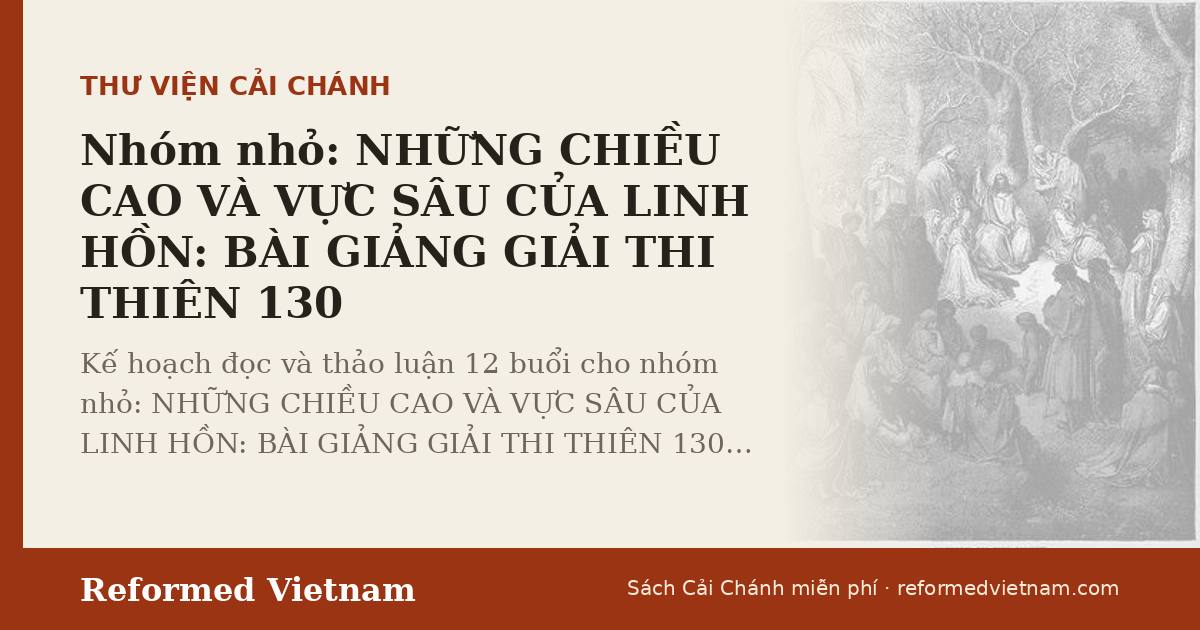 THƯ VIỆN CẢI CHÁNH
Nhóm nhỏ: NHỮNG CHIỀU
CAO VÀ VỰC SÂU CỦA LINH
HỒN: BÀI GIẢNG GIẢI THI
THIÊN 130
Kế hoạch đọc và thảo luận 12 buổi cho nhóm
nhỏ: NHỮNG CHIỀU CAO VÀ VỰC SÂU CỦA
LINH HỒN: BÀI GIẢNG GIẢI THI THIÊN 130...
Reformed Vietnam
Sách Cải Chánh miễn phí · reformedvietnam.com